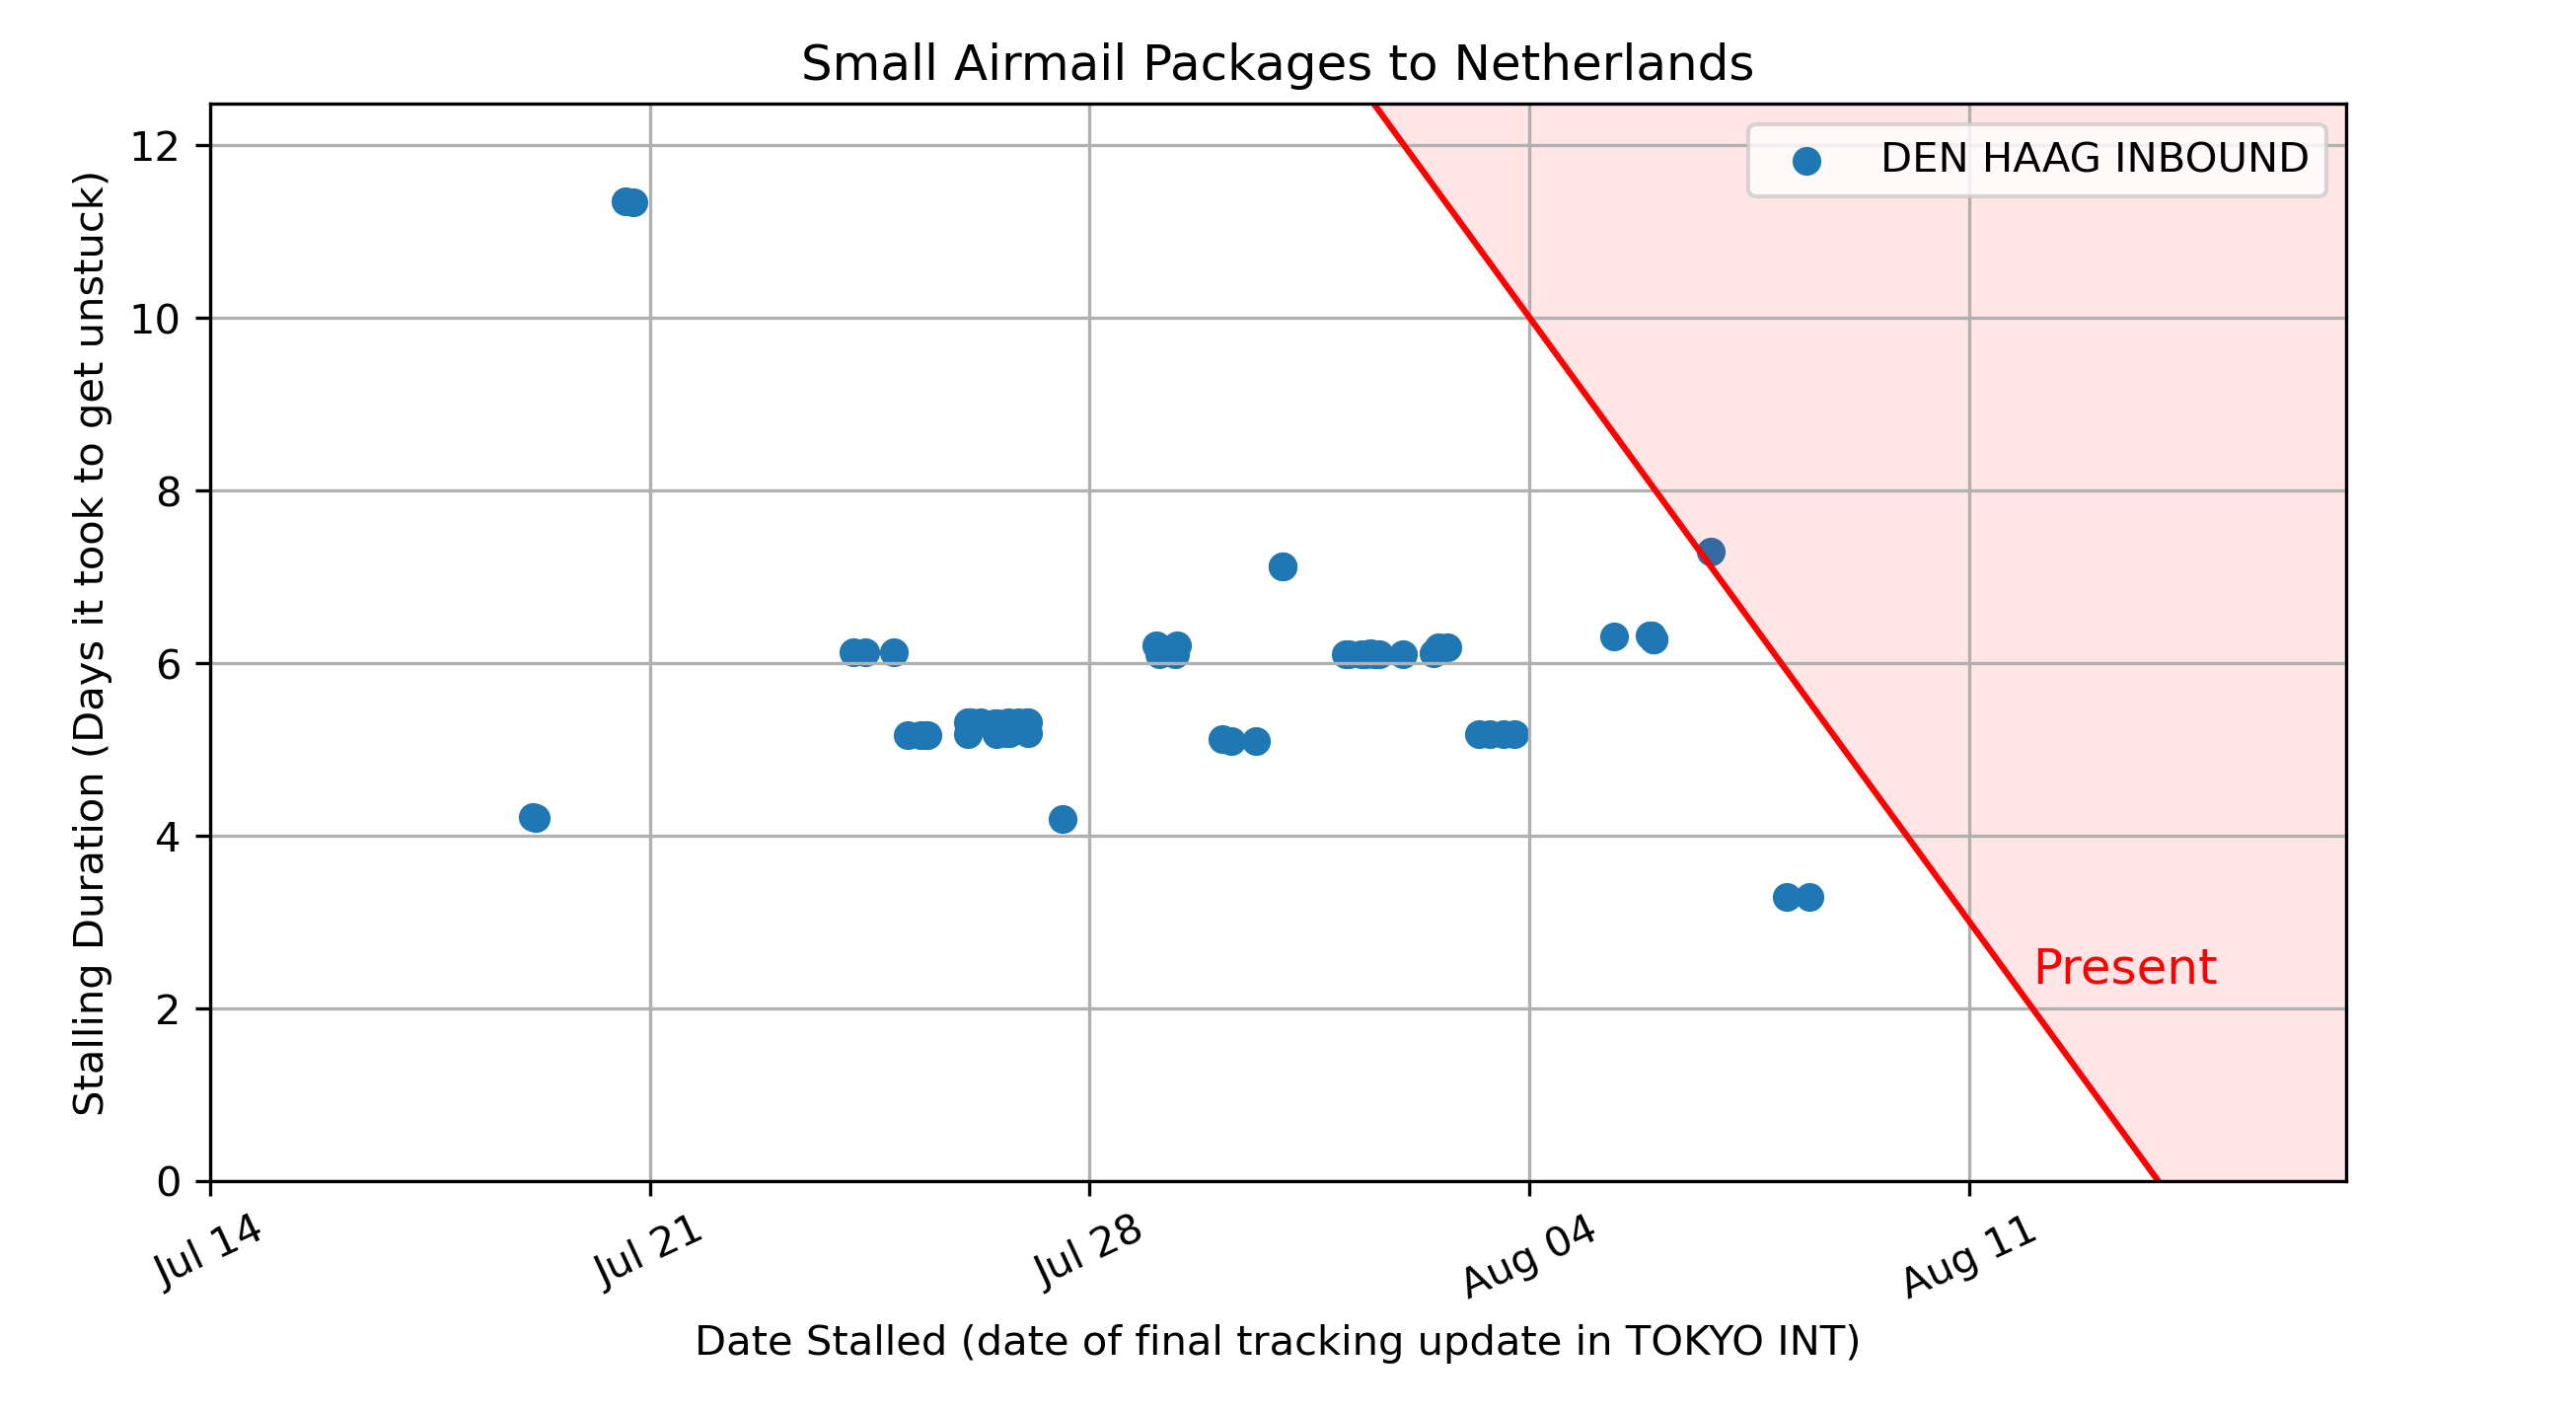 Small Airmail Packages to Netherlands
DEN HAAG INBOUND
Stalling Duration (Days it took to get unstuck)
12
10
8
6
4
2
0
Present
Jul 14
Jul 21
Jul 28
Aug 04
Aug 11
Date Stalled (date of final tracking update in TOKYO INT)